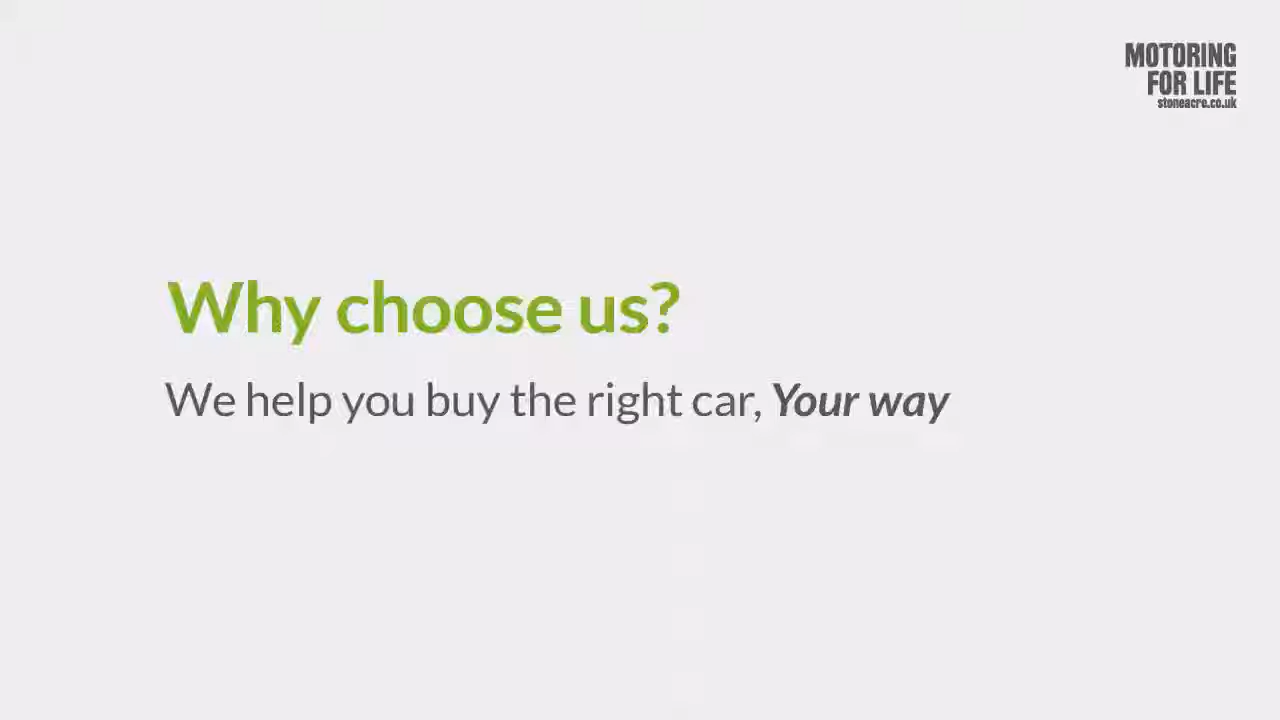 MOTORING
FOR LIFE
stoneacre.co.uk
Why choose us?
We help you buy the right car, Your way